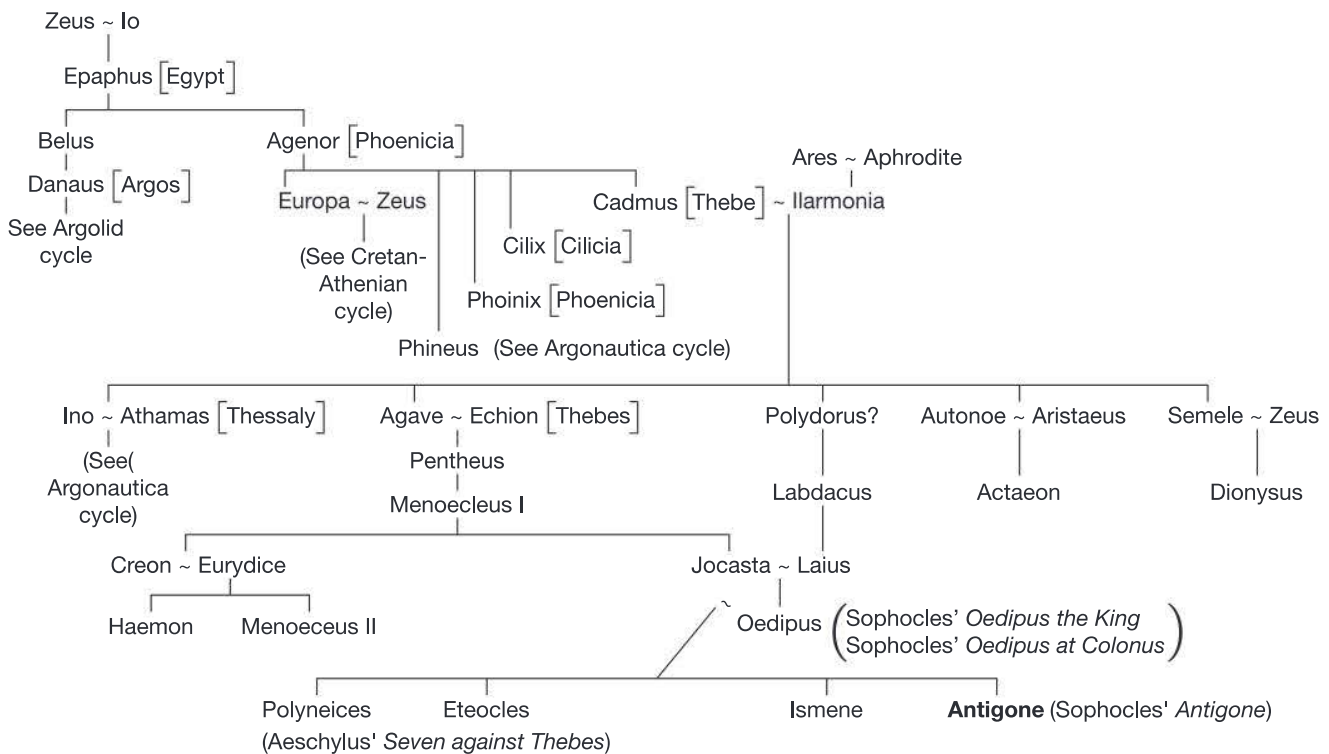 Zeus ~ Io
Epaphus [Egypt]
Belus
Agenor [Phoenicia]
Ares ~ Aphrodite
Danaus [Argos]
Europa ~ Zeus
Cadmus [Thebe] ~ Ilarmonia
See Argolid
cycle
(See Cretan-
Athenian
cycle)
Cilix [Cilicia]
Phoinix [Phoenicia]
Phineus (See Argonautica cycle)
Ino ~ Athamas [Thessaly]
Agave ~ Echion [Thebes]
Polydorus?
Autonoe ~ Aristaeus
Semele ~ Zeus
(See(
Argonautica
cycle)
Pentheus
Menoecleus I
Labdacus
Actaeon
Dionysus
Creon ~ Eurydice
Jocasta ~ Laius
Haemon
Menoeceus II
~
Oedipus
(Sophocles' Oedipus the King
Sophocles' Oedipus at Colonus)
Polyneices
Eteocles
Ismene
Antigone (Sophocles' Antigone)
(Aeschylus' Seven against Thebes)